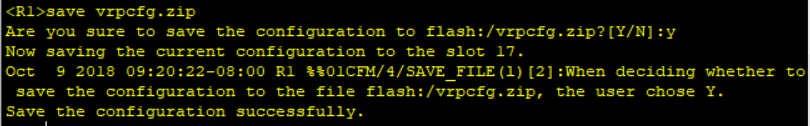 <R1>save vrpcfg.zip
Are you sure to save the configuration to flash:/vrpcfg.zip?[Y/N]:y
Now saving the current configuration to the slot 17.
Oct  9 2018 09:20:22-08:00 R1 %%01CFM/4/SAVE_FILE(l)[2]:When deciding whether to
 save the configuration to the file flash:/vrpcfg.zip, the user chose Y.
Save the configuration successfully.